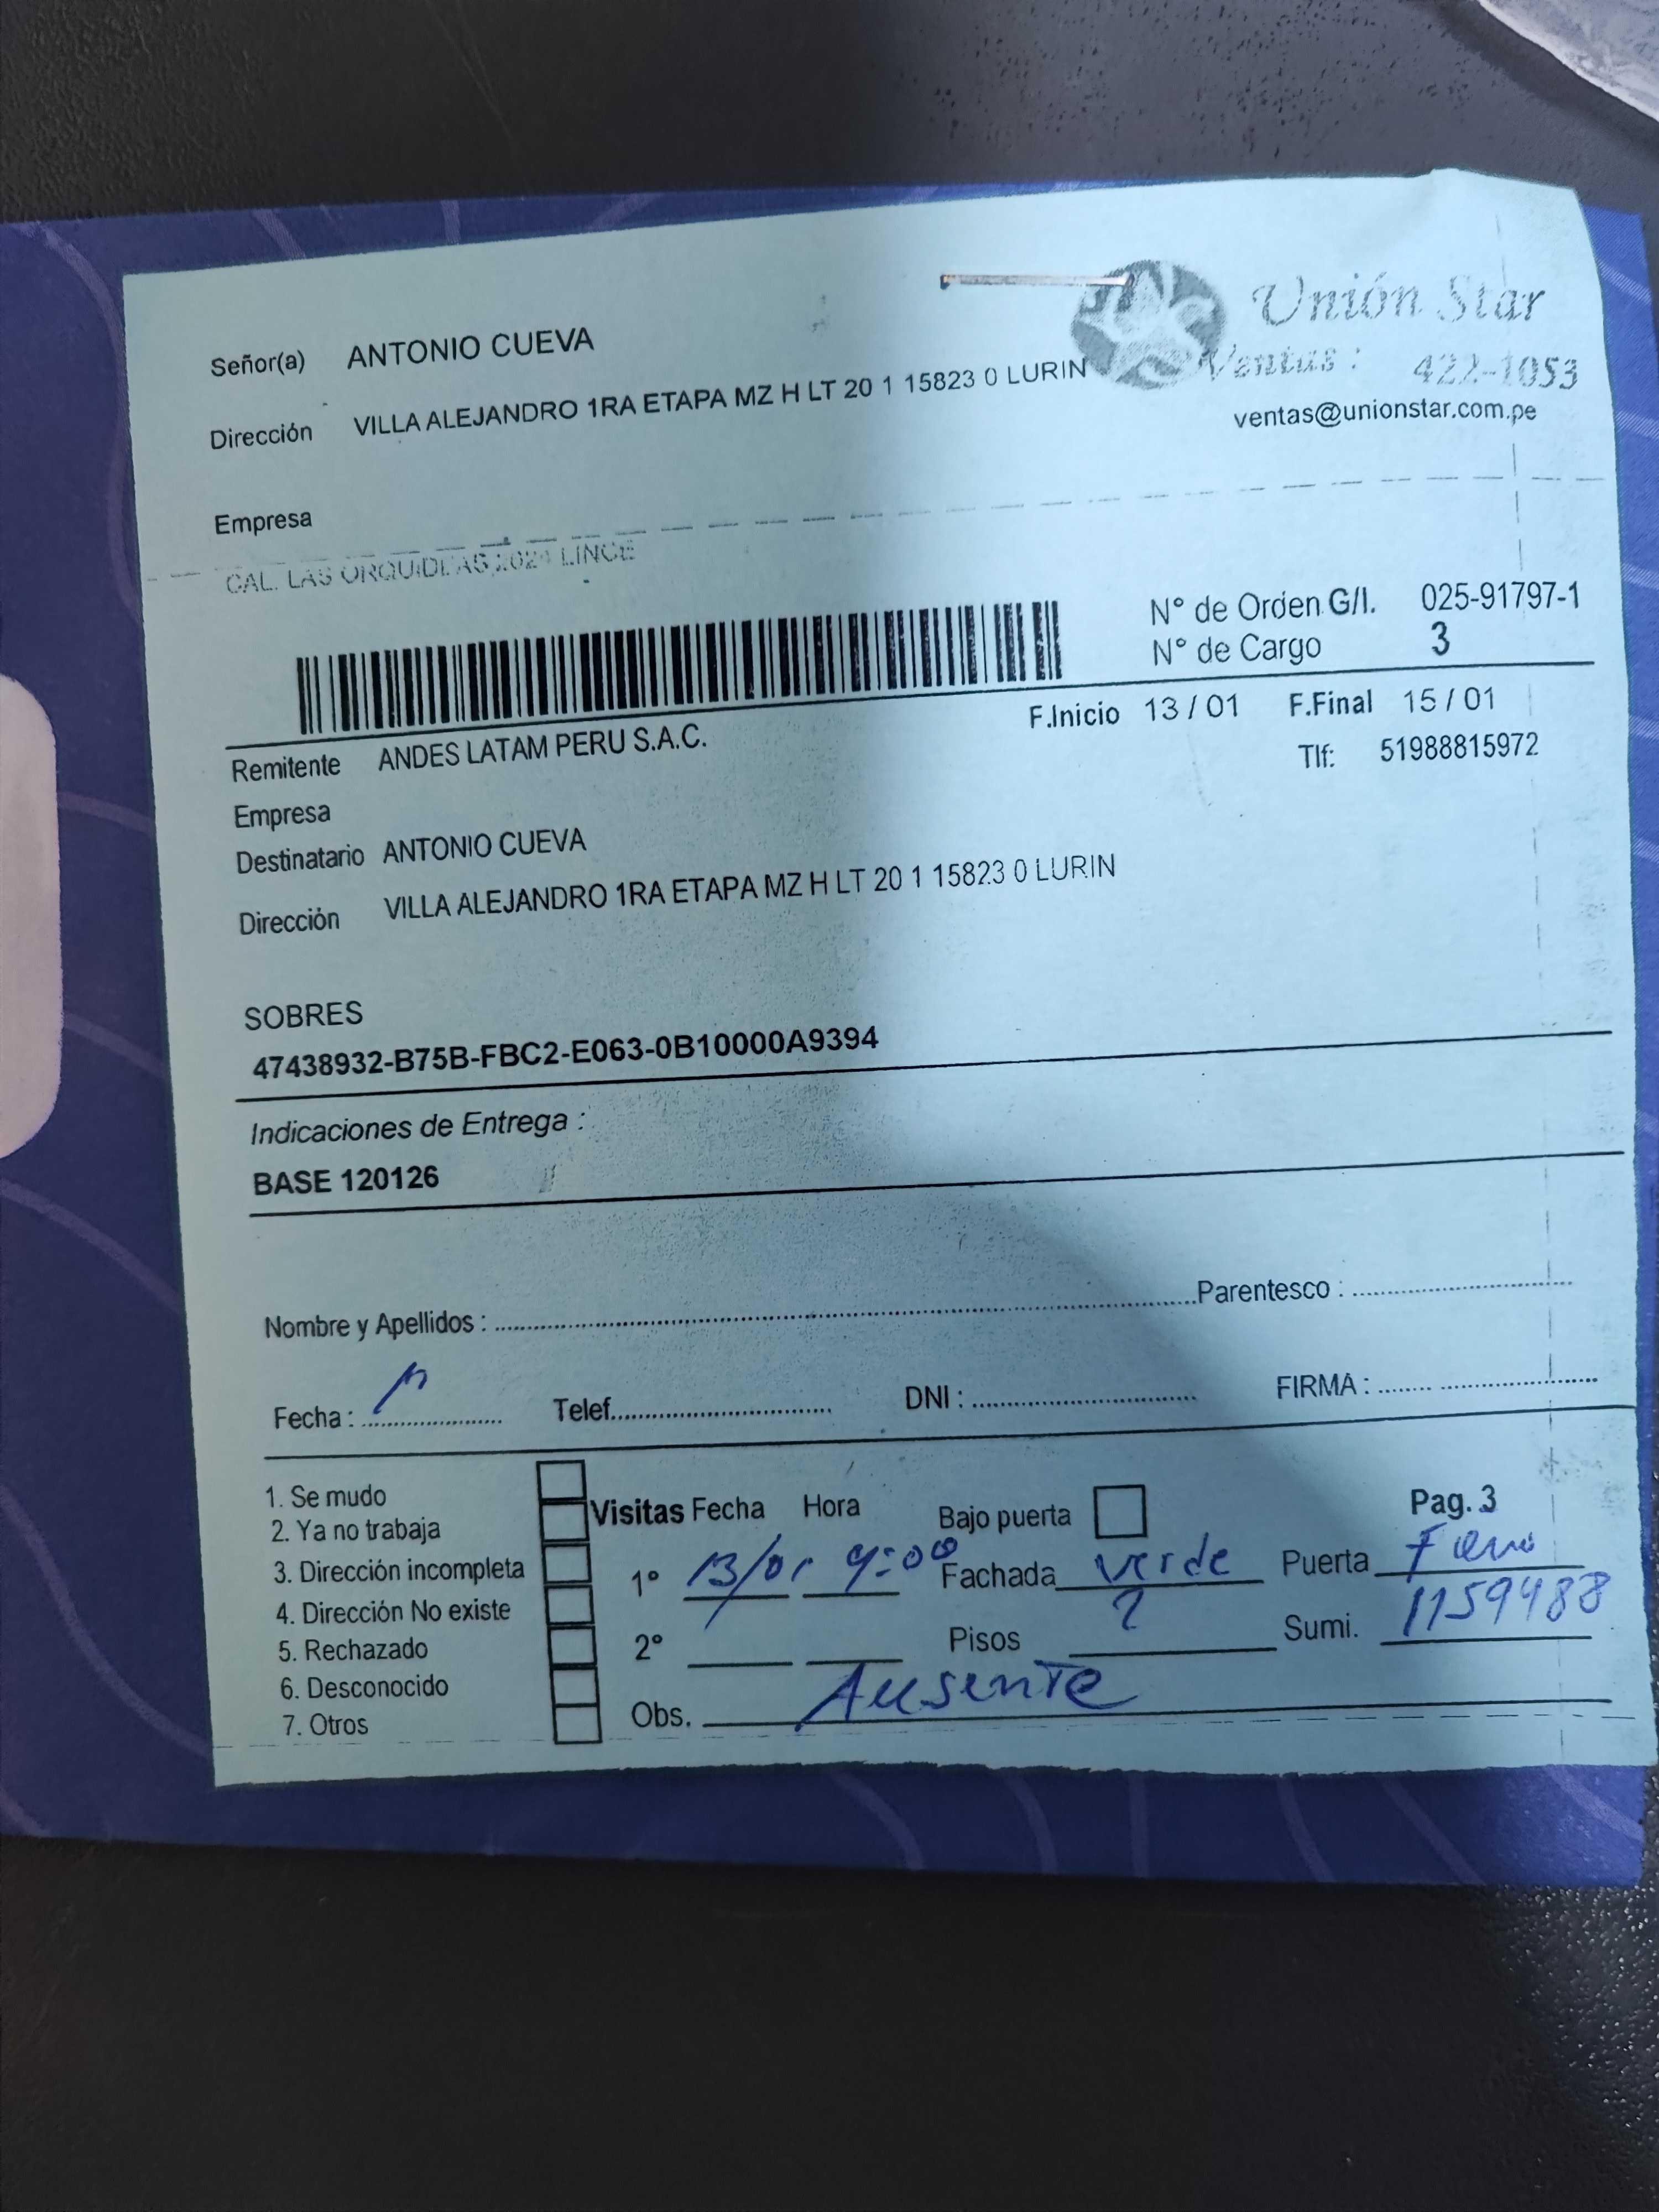 Unión Star
Señor(a) ANTONIO CUEVA
Ventas : 422-1053
Dirección VILLA ALEJANDRO 1RA ETAPA MZ H LT 20 1 15823 0 LURIN
ventas@unionstar.com.pe
Empresa
CAL. LAS ORQUIDEAS 2024 LINCE
N° de Orden G/I. 025-91797-1
N° de Cargo 3
F.Inicio 13 / 01 F.Final 15 / 01
Remitente ANDES LATAM PERU S.A.C.
Tlf: 51988815972
Empresa
Destinatario ANTONIO CUEVA
Dirección VILLA ALEJANDRO 1RA ETAPA MZ H LT 20 1 15823 0 LURIN
SOBRES
47438932-B75B-FBC2-E063-0B10000A9394
Indicaciones de Entrega :
BASE 120126
Nombre y Apellidos : Parentesco :
Fecha : Telef. DNI : FIRMA :
1. Se mudo
2. Ya no trabaja
3. Dirección incompleta
4. Dirección No existe
5. Rechazado
6. Desconocido
7. Otros
Visitas Fecha Hora Bajo puerta Pag. 3
1° 13/01 9:00 Fachada verde Puerta
2° Pisos 2 Sumi. 1159488
Obs. Ausente